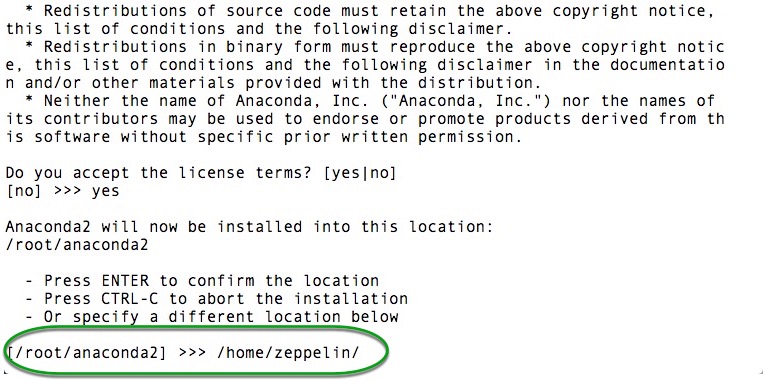 * Redistributions of source code must retain the above copyright notice,
this list of conditions and the following disclaimer.
* Redistributions in binary form must reproduce the above copyright notic
e, this list of conditions and the following disclaimer in the documentatio
n and/or other materials provided with the distribution.
* Neither the name of Anaconda, Inc. ("Anaconda, Inc.") nor the names of
its contributors may be used to endorse or promote products derived from th
is software without specific prior written permission.
Do you accept the license terms? [yes|no]
[no] >>> yes
Anaconda2 will now be installed into this location:
/root/anaconda2
- Press ENTER to confirm the location
- Press CTRL-C to abort the installation
- Or specify a different location below
[/root/anaconda2] >>> /home/zeppelin/